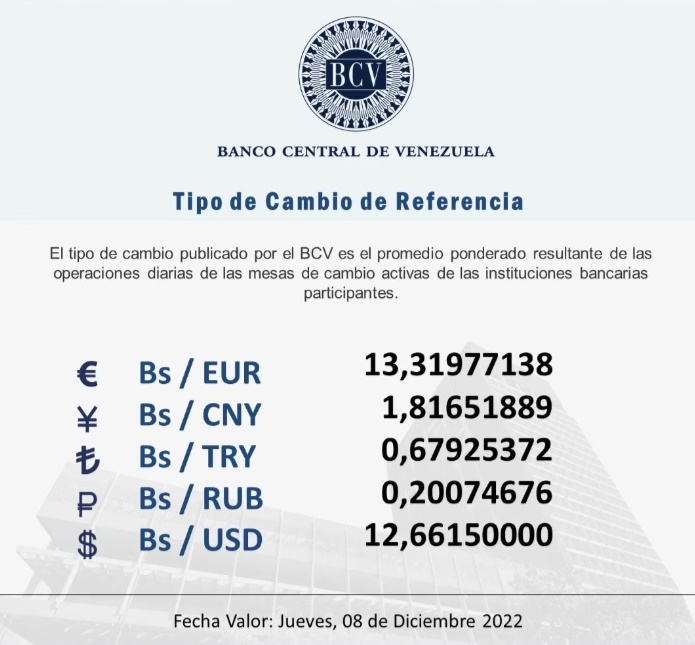 BCV
BANCO CENTRAL DE VENEZUELA
Tipo de Cambio de Referencia
El tipo de cambio publicado por el BCV es el promedio ponderado resultante de las
operaciones diarias de las mesas de cambio activas de las instituciones bancarias
participantes.
€ Bs / EUR 13,31977138
¥ Bs / CNY 1,81651889
₺ Bs / TRY 0,67925372
₽ Bs / RUB 0,20074676
$ Bs / USD 12,66150000
Fecha Valor: Jueves, 08 de Diciembre 2022